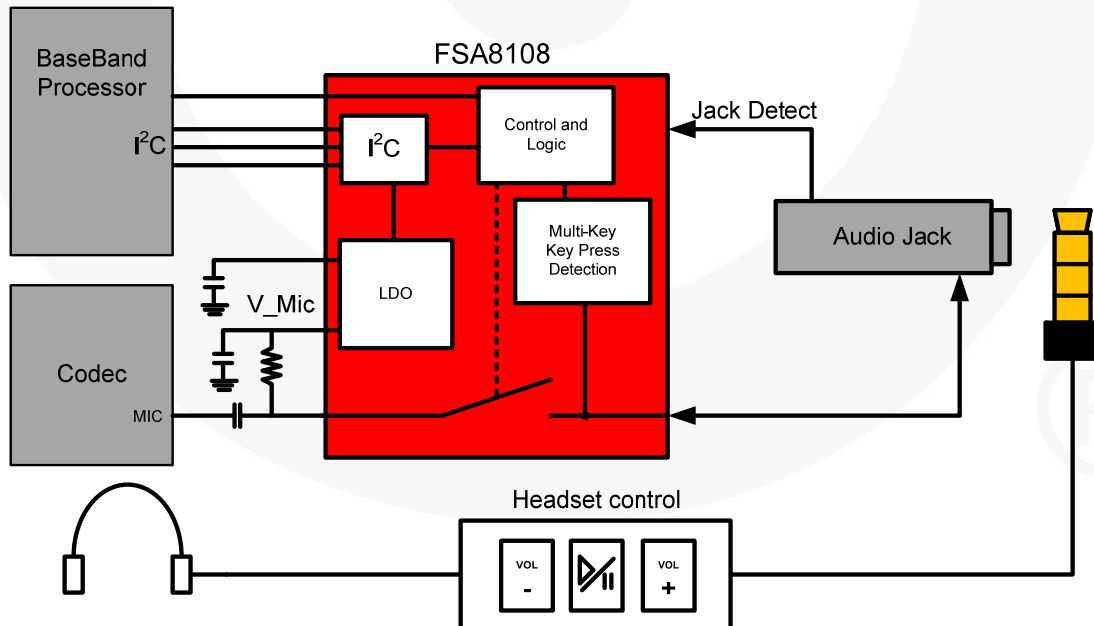 FSA8108
BaseBand
Processor
I²C
I²C
Control and
Logic
Jack Detect
Multi-Key
Key Press
Detection
Audio Jack
LDO
V_Mic
Codec
MIC
Headset control
VOL
-
VOL
+